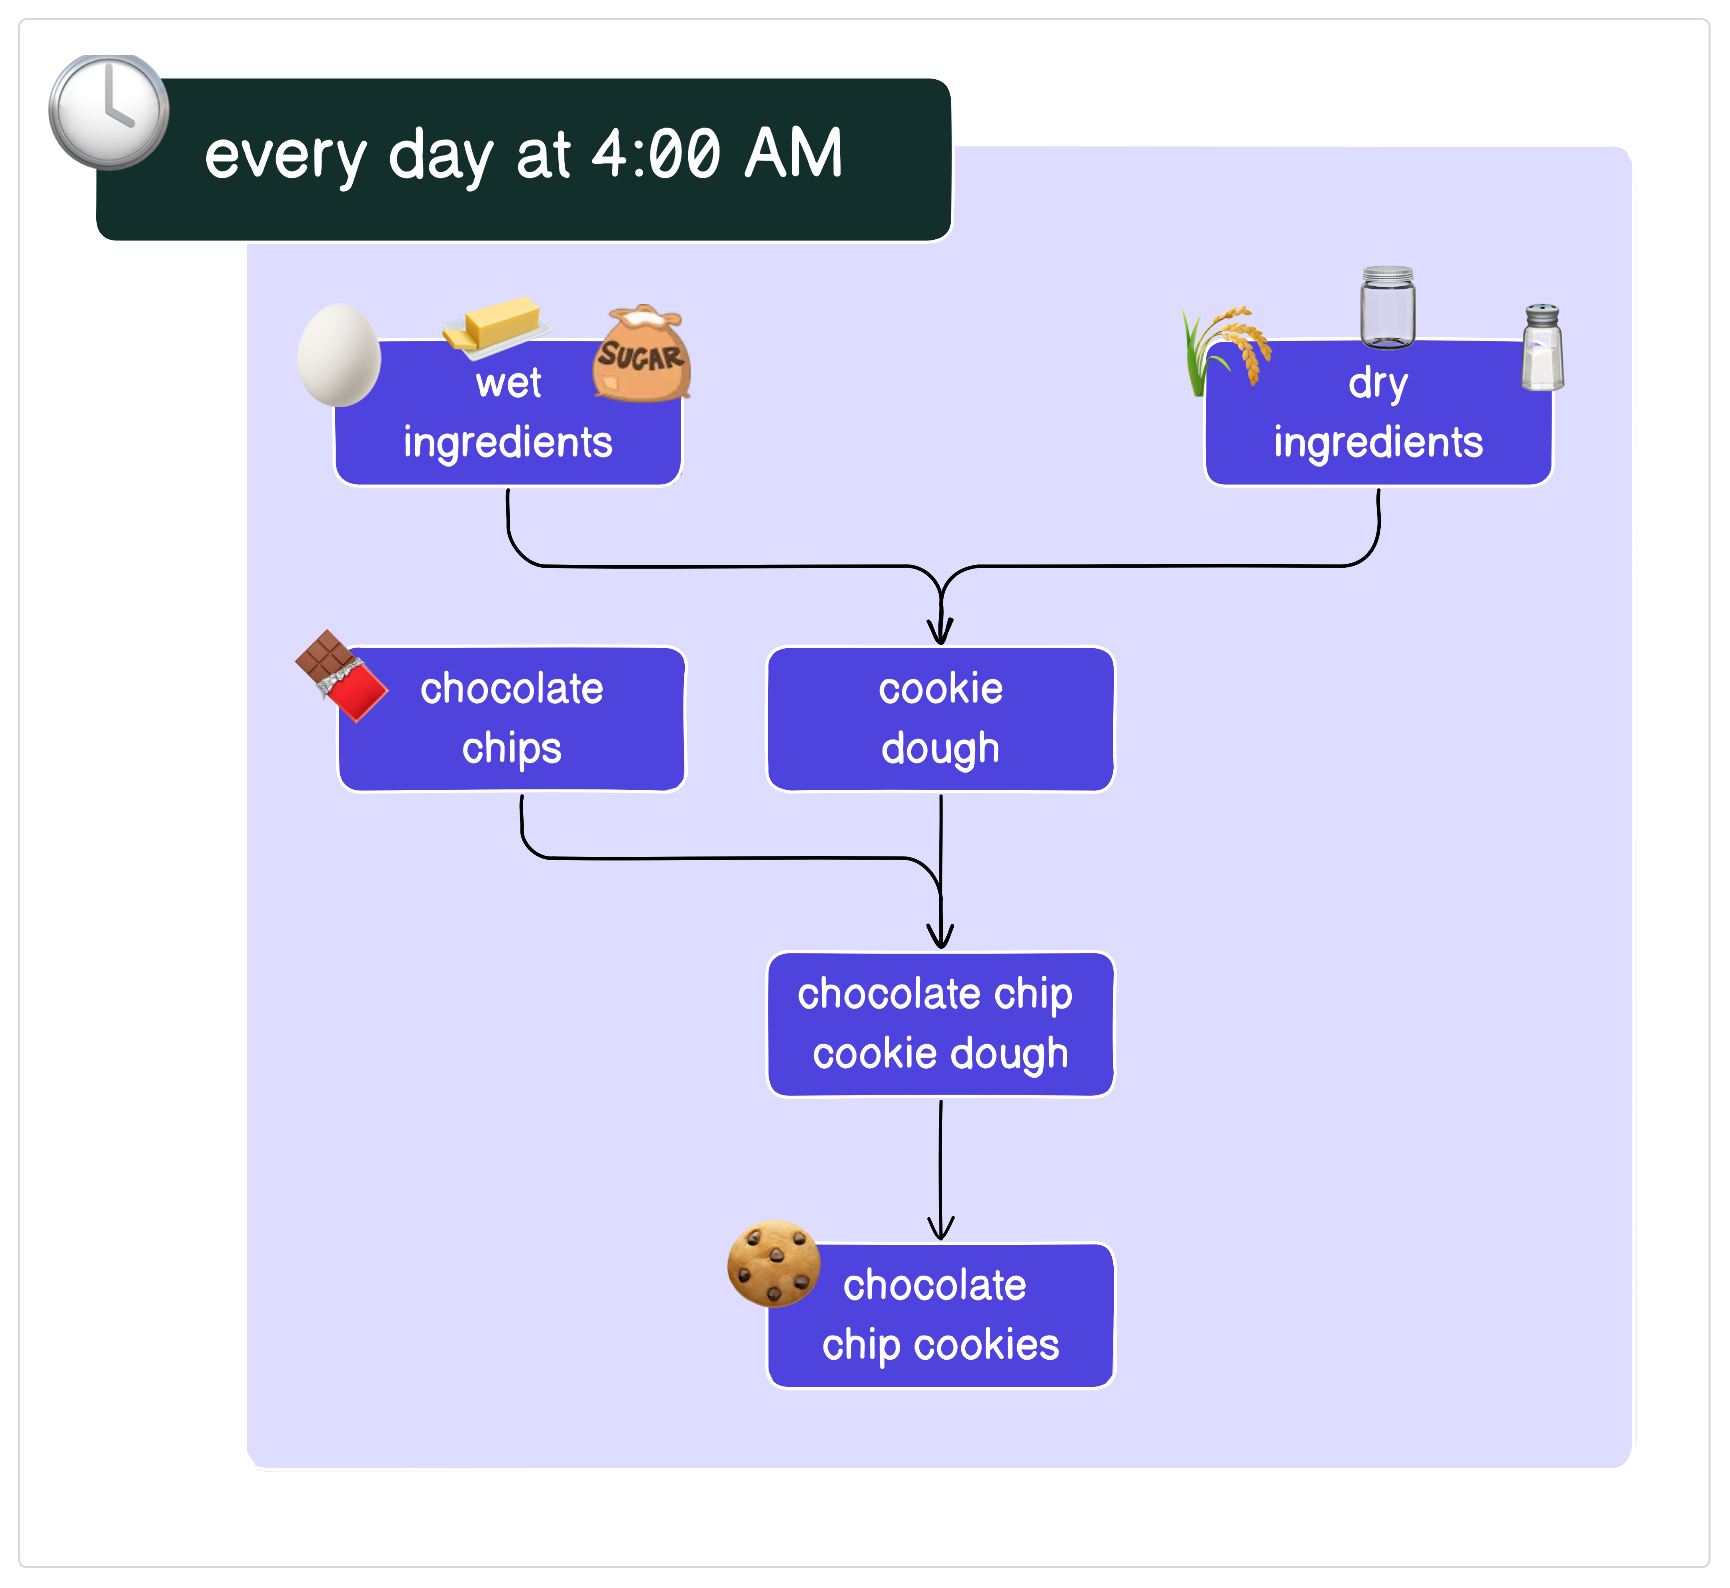 every day at 4:00 AM
SUGAR
wet
ingredients
dry
ingredients
chocolate
chips
cookie
dough
chocolate chip
cookie dough
chocolate
chip cookies